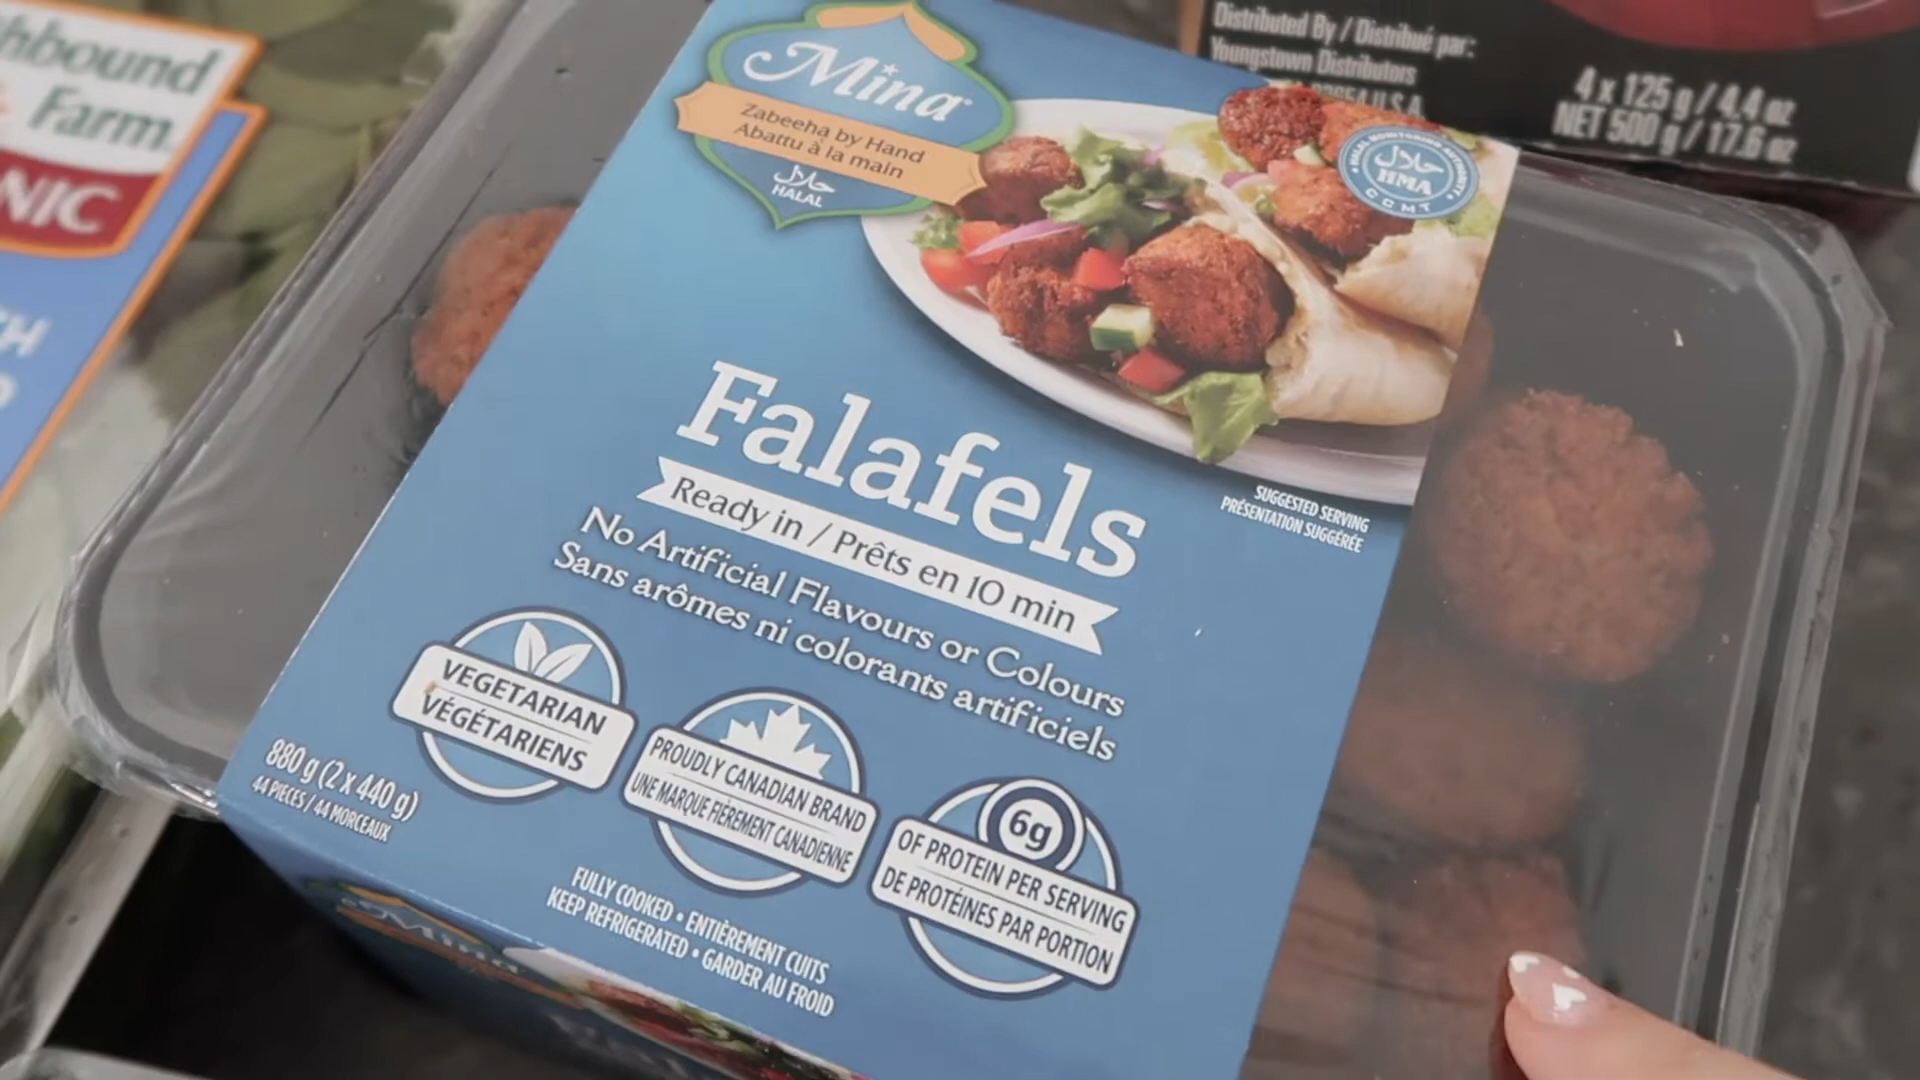 hbound
Farm
NIC
Mina
Zabeeha by Hand
Abattu à la main
حلال
HALAL
HALAL MONITORING AUTHORITY
حلال
HMA
CCMT
Distributed By / Distribué par:
Youngstown Distributors
U.S.A.
4 x 125 g / 4.4 oz
NET 500 g / 17.6 oz
Falafels
Ready in / Prêts en 10 min
No Artificial Flavours or Colours
Sans arômes ni colorants artificiels
SUGGESTED SERVING
PRÉSENTATION SUGGÉRÉE
VEGETARIAN
VÉGÉTARIENS
PROUDLY CANADIAN BRAND
UNE MARQUE FIÈREMENT CANADIENNE
6g
OF PROTEIN PER SERVING
DE PROTÉINES PAR PORTION
880 g (2 x 440 g)
44 PIECES / 44 MORCEAUX
FULLY COOKED • ENTIÈREMENT CUITS
KEEP REFRIGERATED • GARDER AU FROID
Mina